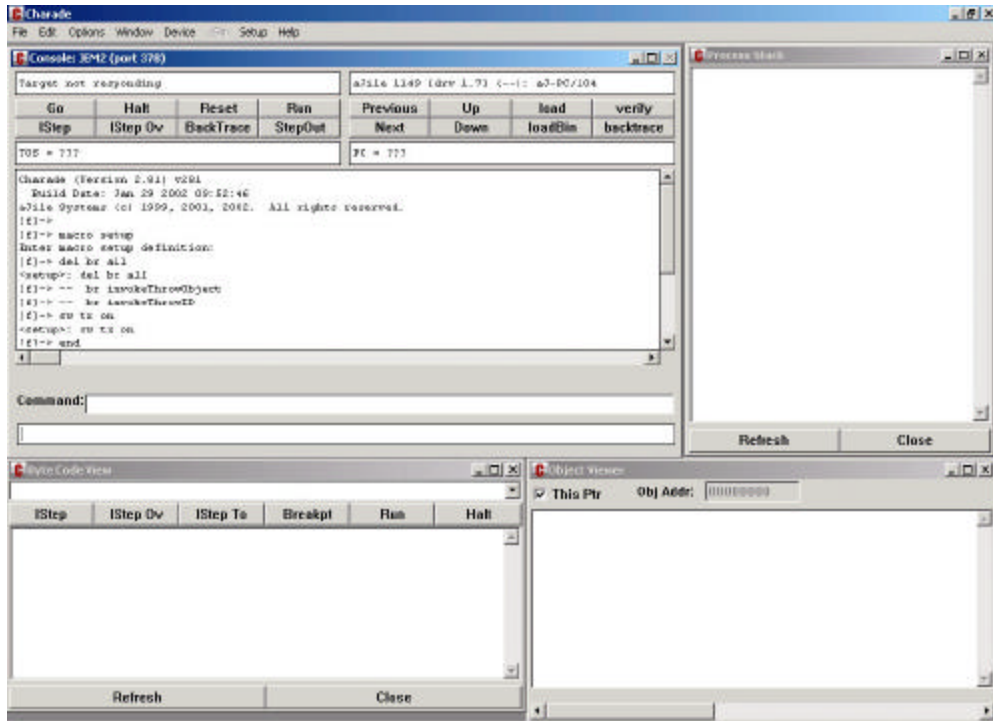 Charade
File Edit Options Window Device Setup Help
Console: JEM2 (port 378)
Target not responding
aJile L149 (drv 1.7) (--): aJ-PC/104
Go Halt Reset Run Previous Up load verify
IStep IStep Ov BackTrace StepOut Next Down loadBin backtrace
TOS = ???
PC = ???
Charade (Version 2.81) v281
Build Date: Jan 29 2002 09:52:46
aJile Systems (c) 1999, 2001, 2002. All rights reserved.
[f]->
[f]-> macro setup
Enter macro setup definition:
[f]-> del br all
<setup>: del br all
[f]-> -- br invokeThrowObject
[f]-> -- br invokeThrowID
[f]-> sw tx on
<setup>: sw tx on
[f]-> end
Command:
Process Stack
Refresh Close
Byte Code View
IStep IStep Ov IStep To Breakpt Run Halt
Refresh Close
Object Viewer
This Ptr Obj Addr: 00000000